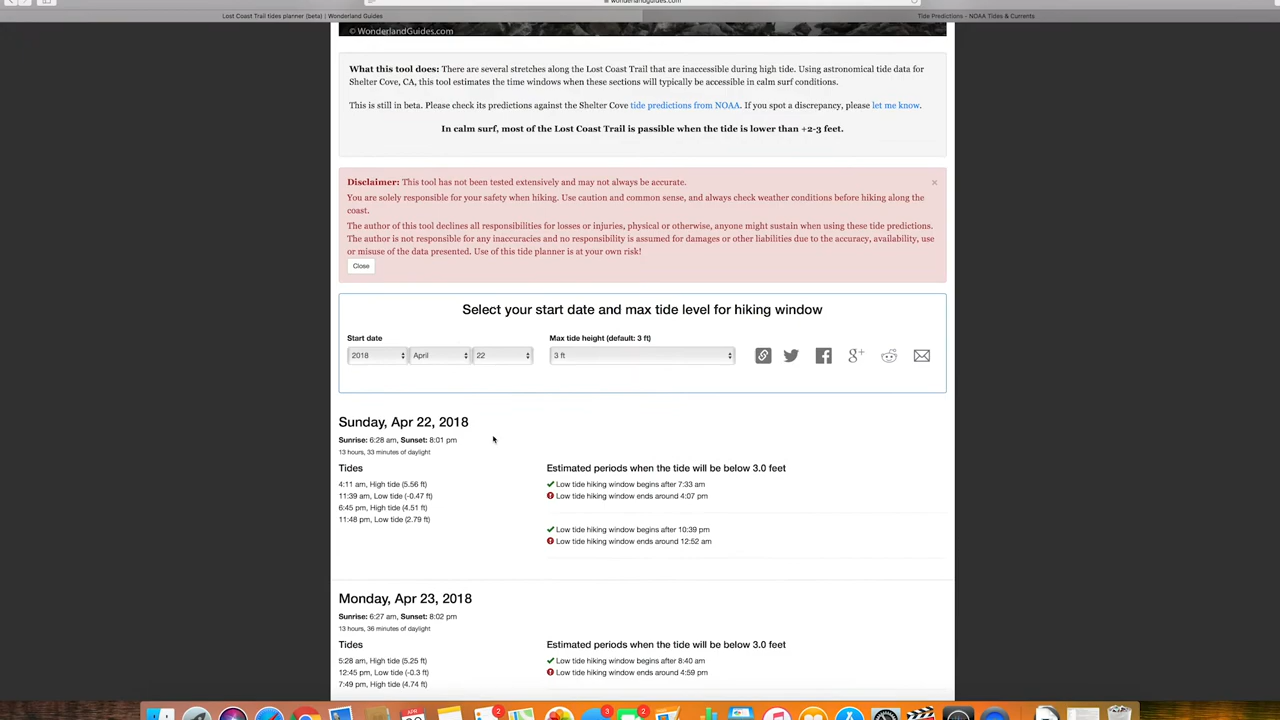 wonderlandguides.com
Lost Coast Trail tides planner (beta) | Wonderland Guides
Tide Predictions - NOAA Tides & Currents
© WonderlandGuides.com
What this tool does: There are several stretches along the Lost Coast Trail that are inaccessible during high tide. Using astronomical tide data for
Shelter Cove, CA, this tool estimates the time windows when these sections will typically be accessible in calm surf conditions.
This is still in beta. Please check its predictions against the Shelter Cove tide predictions from NOAA. If you spot a discrepancy, please let me know.
In calm surf, most of the Lost Coast Trail is passible when the tide is lower than +2-3 feet.
Disclaimer: This tool has not been tested extensively and may not always be accurate.
×
You are solely responsible for your safety when hiking. Use caution and common sense, and always check weather conditions before hiking along the
coast.
The author of this tool declines all responsibilities for losses or injuries, physical or otherwise, anyone might sustain when using these tide predictions.
The author is not responsible for any inaccuracies and no responsibility is assumed for damages or other liabilities due to the accuracy, availability, use
or misuse of the data presented. Use of this tide planner is at your own risk!
Close
Select your start date and max tide level for hiking window
Start date
Max tide height (default: 3 ft)
2018 April 22 3 ft
Sunday, Apr 22, 2018
Sunrise: 6:28 am, Sunset: 8:01 pm
13 hours, 33 minutes of daylight
Tides
4:11 am, High tide (5.56 ft)
11:39 am, Low tide (-0.47 ft)
6:45 pm, High tide (4.51 ft)
11:48 pm, Low tide (2.79 ft)
Estimated periods when the tide will be below 3.0 feet
Low tide hiking window begins after 7:33 am
Low tide hiking window ends around 4:07 pm
Low tide hiking window begins after 10:39 pm
Low tide hiking window ends around 12:52 am
Monday, Apr 23, 2018
Sunrise: 6:27 am, Sunset: 8:02 pm
13 hours, 36 minutes of daylight
Tides
5:28 am, High tide (5.25 ft)
12:45 pm, Low tide (-0.3 ft)
7:49 pm, High tide (4.74 ft)
Estimated periods when the tide will be below 3.0 feet
Low tide hiking window begins after 8:40 am
Low tide hiking window ends around 4:59 pm
APR
2
3
2